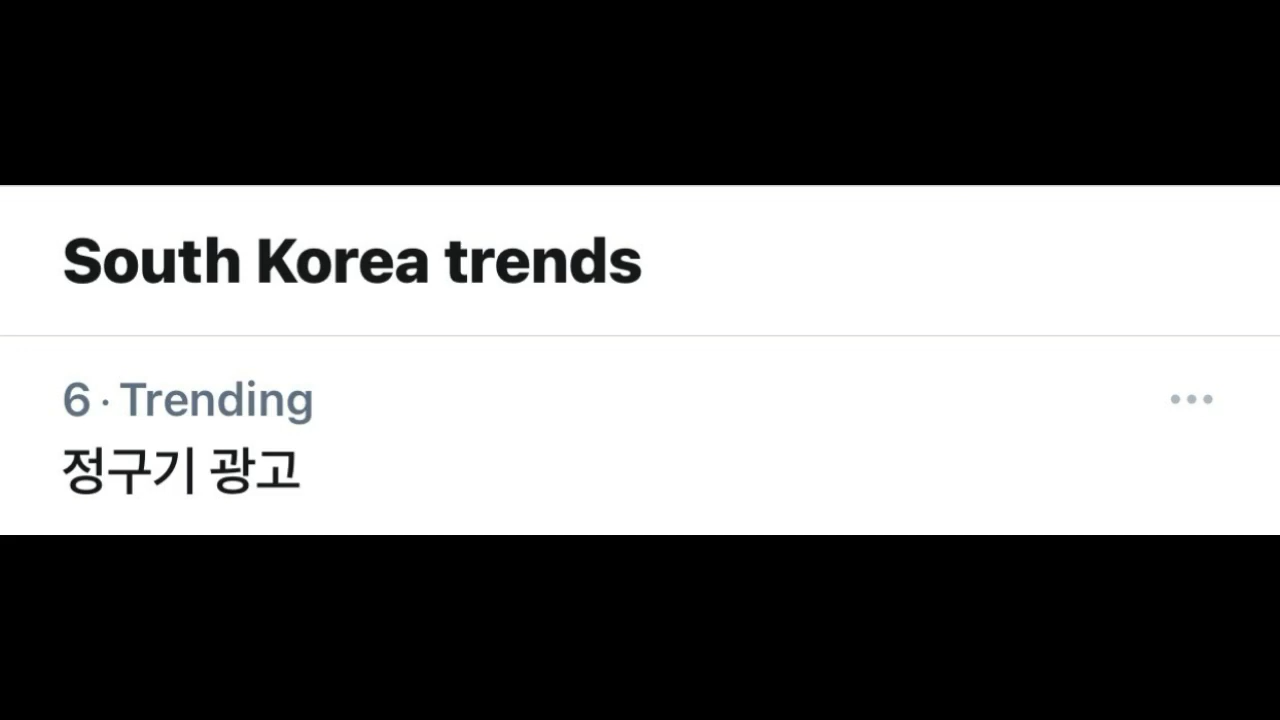 South Korea trends
6 · Trending
정구기 광고